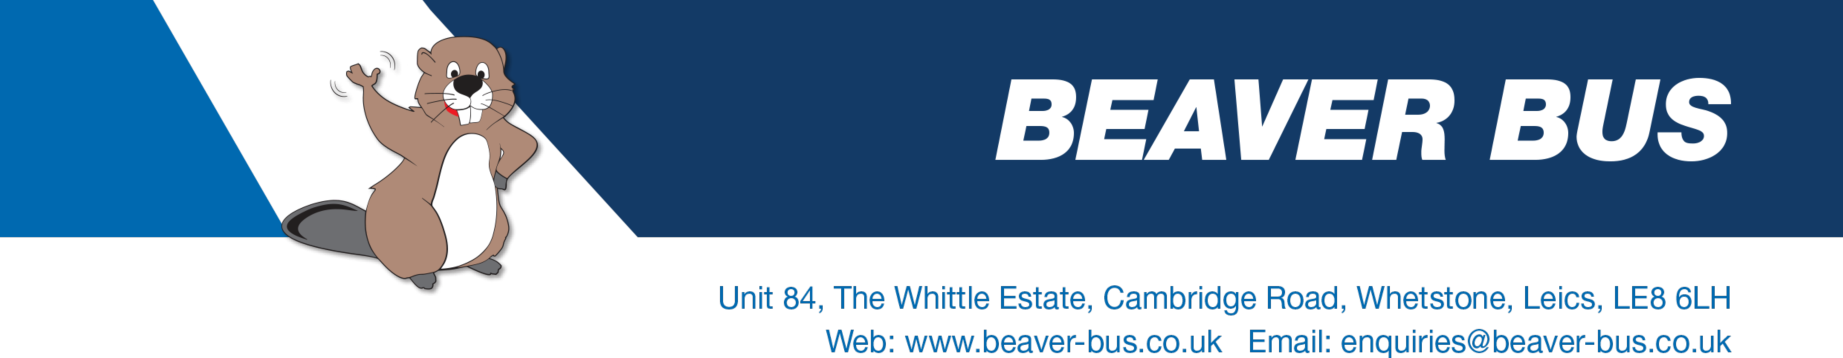 BEAVER BUS
Unit 84, The Whittle Estate, Cambridge Road, Whetstone, Leics, LE8 6LH
Web: www.beaver-bus.co.uk Email: enquiries@beaver-bus.co.uk